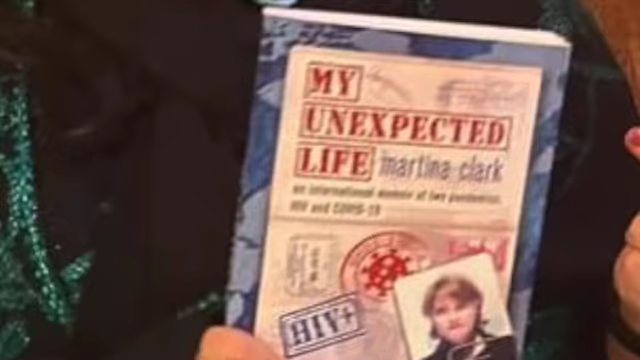 MY
UNEXPECTED
LIFE martina clark
an international memoir of two pandemics,
HIV and COVID-19
HIV+